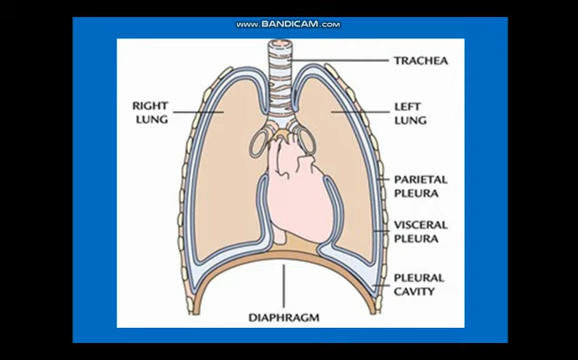 WWW.BANDICAM.COM
TRACHEA
RIGHT
LUNG
LEFT
LUNG
PARIETAL
PLEURA
VISCERAL
PLEURA
PLEURAL
CAVITY
DIAPHRAGM